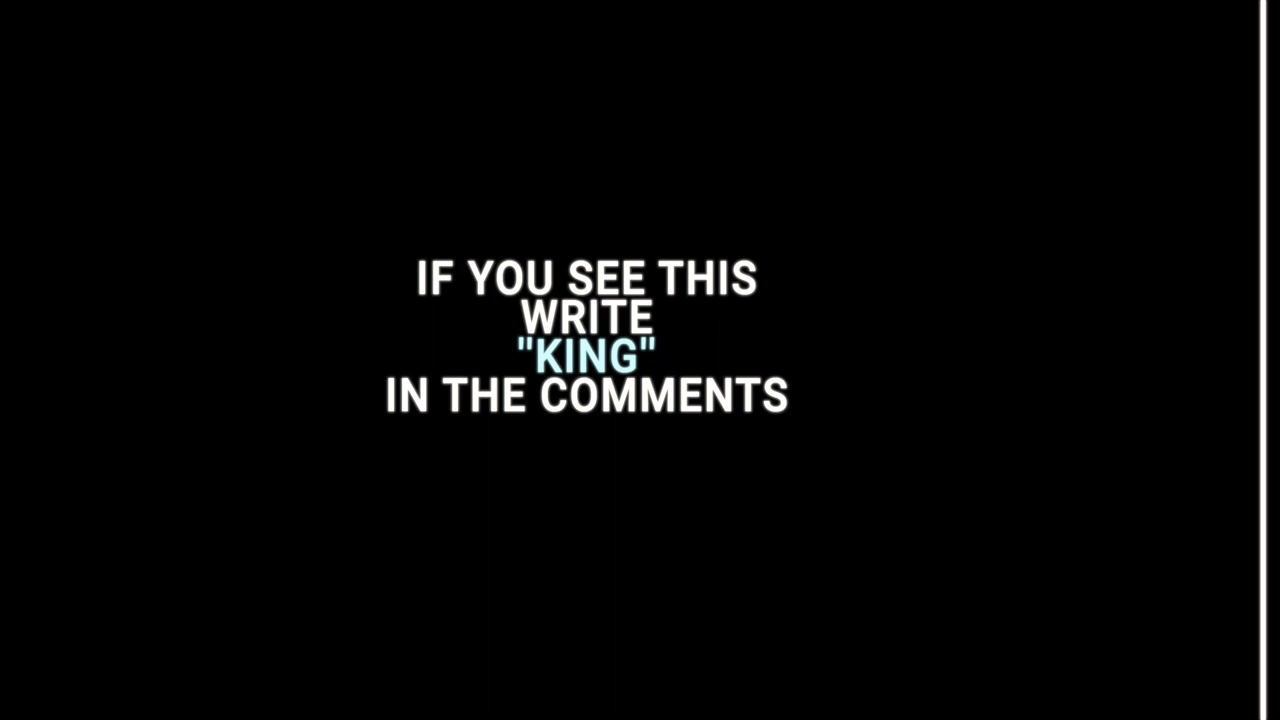 IF YOU SEE THIS
WRITE
"KING"
IN THE COMMENTS